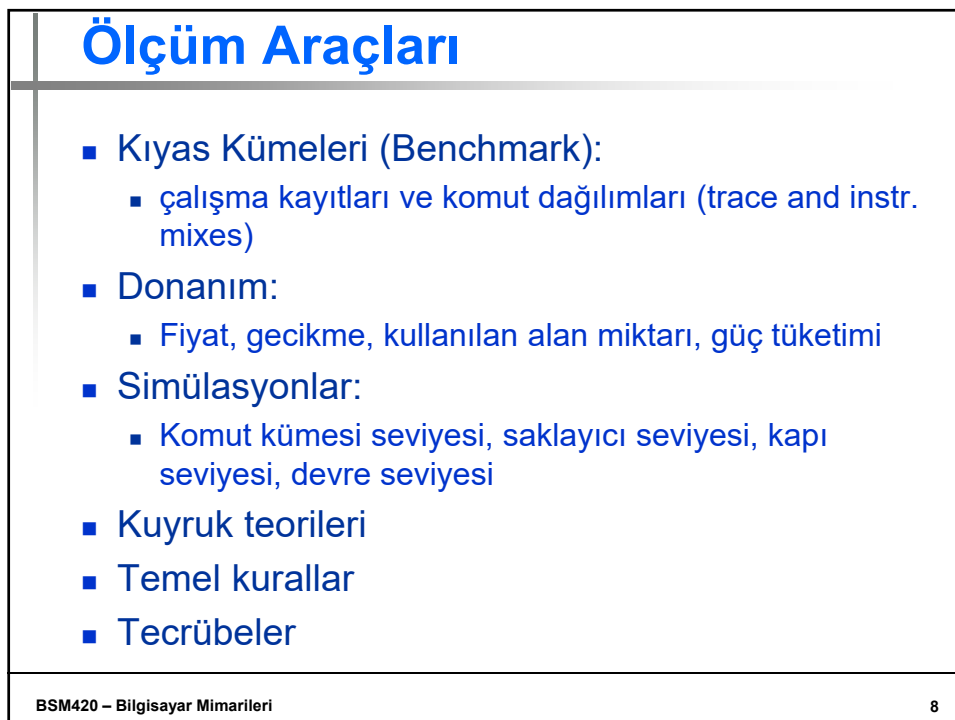 Ölçüm Araçları
Kıyas Kümeleri (Benchmark):
çalışma kayıtları ve komut dağılımları (trace and instr.
mixes)
Donanım:
Fiyat, gecikme, kullanılan alan miktarı, güç tüketimi
Simülasyonlar:
Komut kümesi seviyesi, saklayıcı seviyesi, kapı
seviyesi, devre seviyesi
Kuyruk teorileri
Temel kurallar
Tecrübeler
BSM420 – Bilgisayar Mimarileri 8